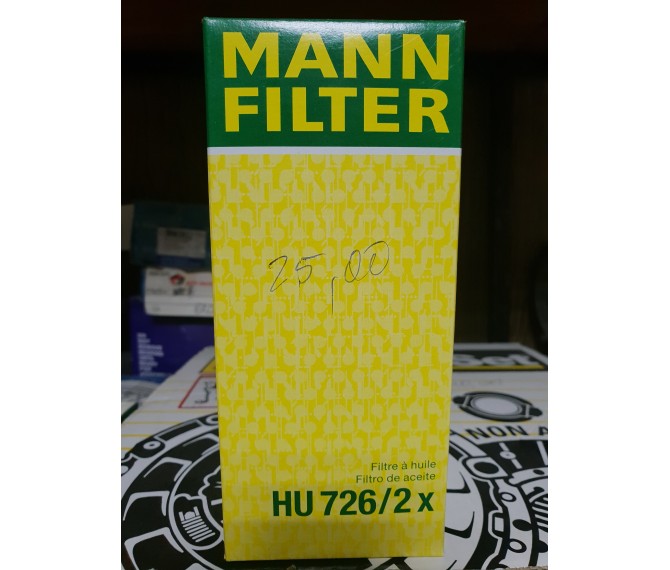 MANN
FILTER
25,00
Filtre à huile
Filtro de aceite
HU 726/2 x
NON A